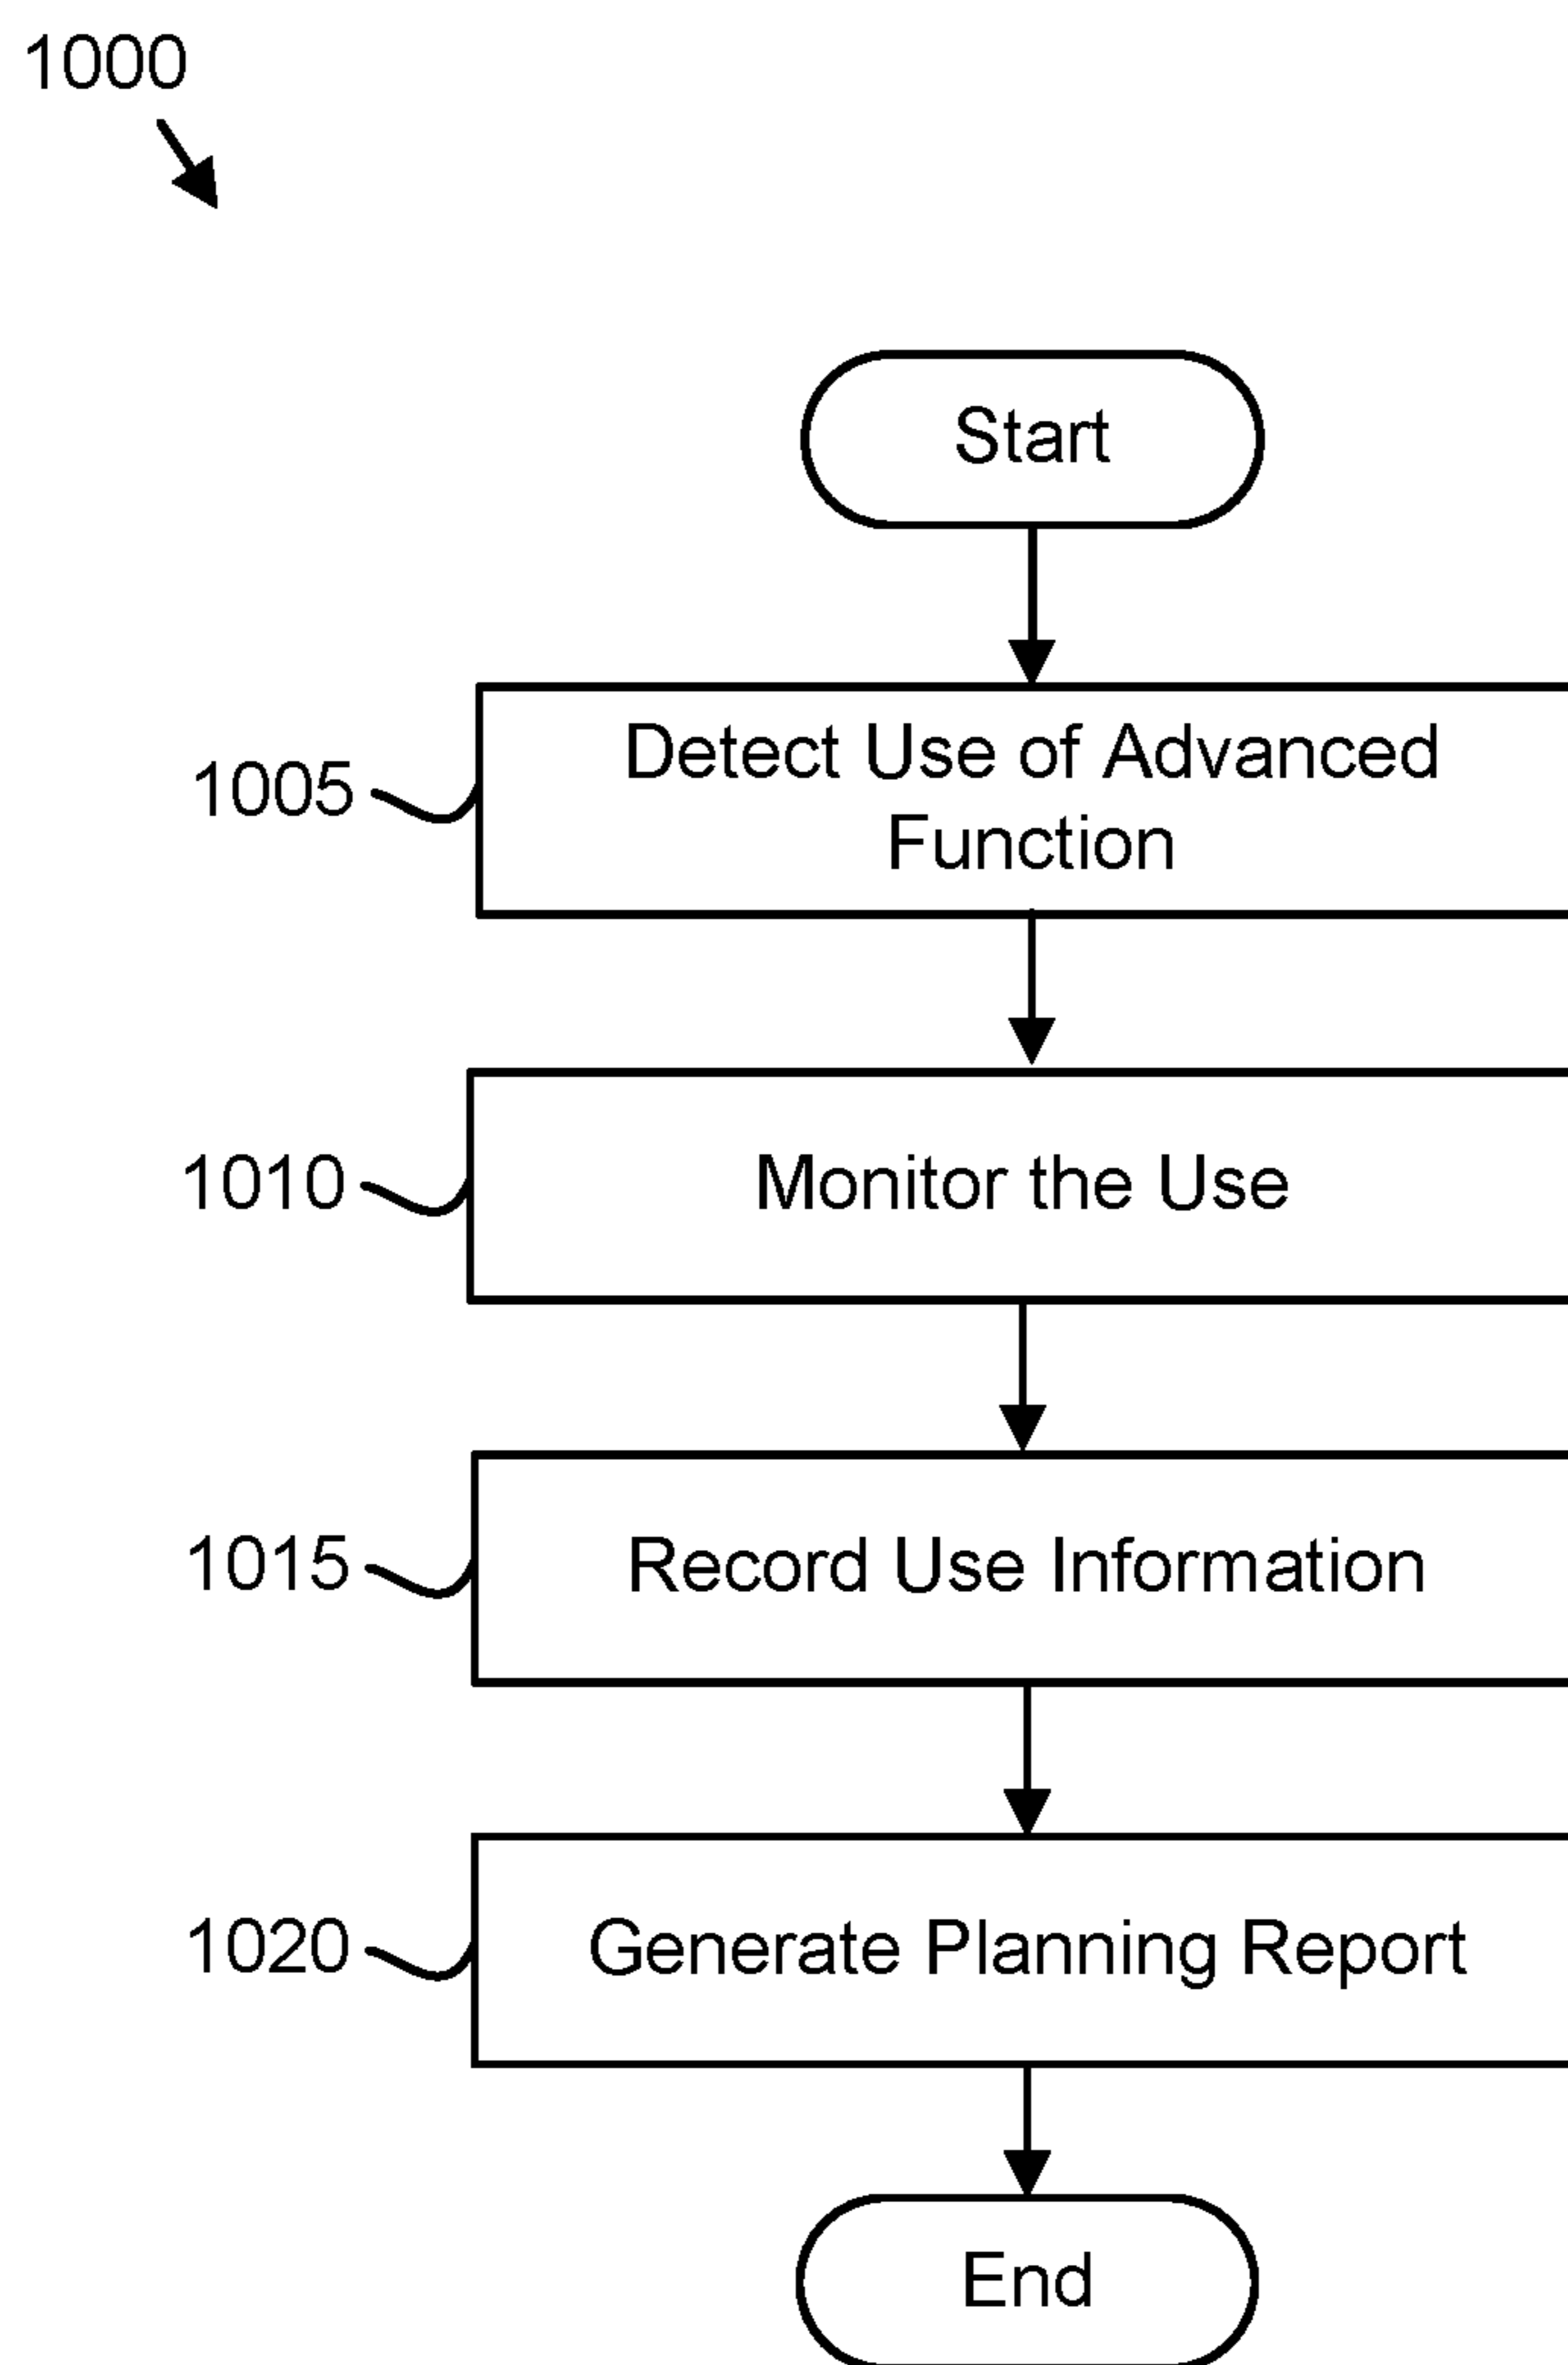 1000
Start
1005
Detect Use of Advanced
Function
1010
Monitor the Use
1015
Record Use Information
1020
Generate Planning Report
End